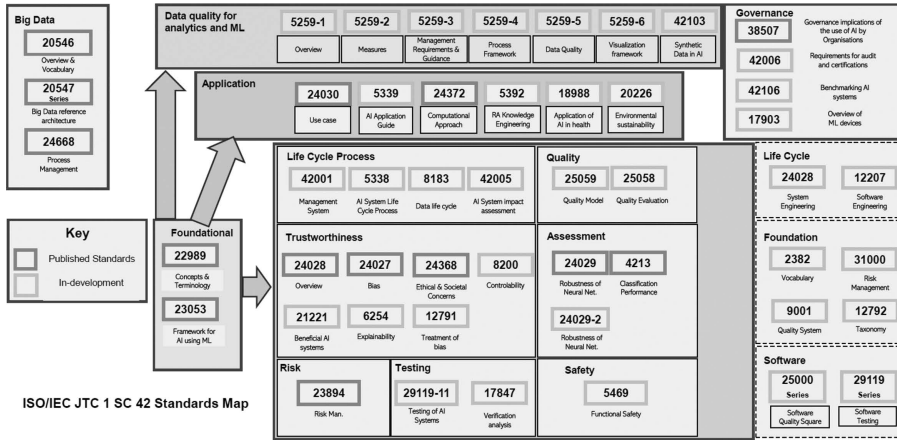 Big Data
20546
Overview &
Vocabulary
20547
Series
Big Data reference
architecture
24668
Process
Management
Data quality for
analytics and ML
5259-1
Overview
5259-2
Measures
5259-3
Management
Requirements &
Guidance
5259-4
Process
Framework
5259-5
Data Quality
5259-6
Visualization
framework
42103
Synthetic
Data in AI
Governance
38507
Governance implications of
the use of AI by
Organisations
42006
Requirements for audit
and certifications
42106
Benchmarking AI
systems
17903
Overview of
ML devices
Application
24030
Use case
5339
AI Application
Guide
24372
Computational
Approach
5392
RA Knowledge
Engineering
18988
Application of
AI in health
20226
Environmental
sustainability
Key
Published Standards
In-development
Foundational
22989
Concepts &
Terminology
23053
Framework for
AI using ML
Life Cycle Process
42001
Management
System
5338
AI System Life
Cycle Process
8183
Data life cycle
42005
AI System impact
assessment
Quality
25059
Quality Model
25058
Quality Evaluation
Trustworthiness
24028
Overview
24027
Bias
24368
Ethical & Societal
Concerns
8200
Controlability
21221
Beneficial AI
systems
6254
Explainability
12791
Treatment of
bias
Assessment
24029
Robustness of
Neural Net.
4213
Classification
Performance
24029-2
Robustness of
Neural Net.
Risk
23894
Risk Man.
Testing
29119-11
Testing of AI
Systems
17847
Verification
analysis
Safety
5469
Functional Safety
Life Cycle
24028
System
Engineering
12207
Software
Engineering
Foundation
2382
Vocabulary
31000
Risk
Management
9001
Quality System
12792
Taxonomy
Software
25000
Series
Software
Quality Square
29119
Series
Software
Testing
ISO/IEC JTC 1 SC 42 Standards Map